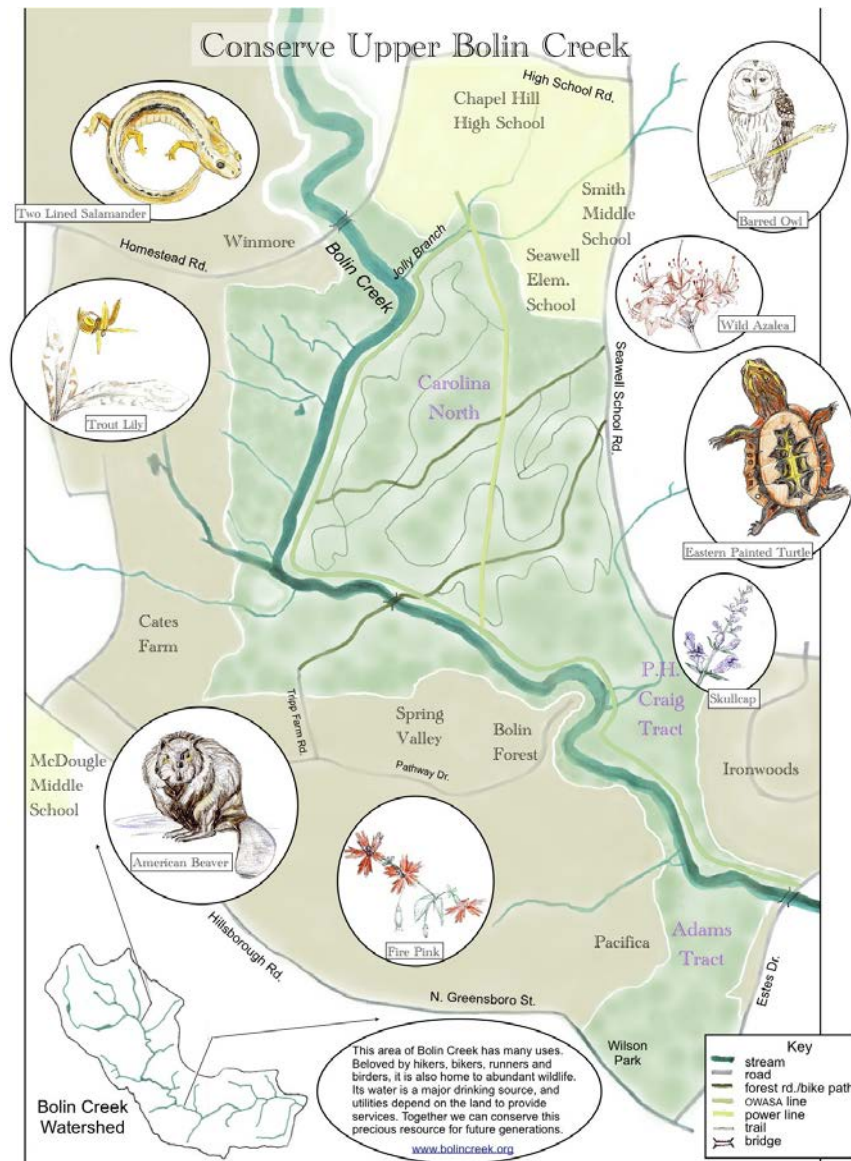 Conserve Upper Bolin Creek
High School Rd.
Chapel Hill
High School
Two Lined Salamander
Barred Owl
Smith
Middle
School
Winmore
Homestead Rd.
Bolin Creek
Jolly Branch
Seawell
Elem.
School
Wild Azalea
Trout Lily
Carolina
North
Seawell School Rd.
Eastern Painted Turtle
Cates
Farm
P.H.
Craig
Tract
Skullcap
Tripp Farm Rd.
Spring
Valley
Bolin
Forest
Ironwoods
McDougle
Middle
School
Pathway Dr.
American Beaver
Fire Pink
Hillsborough Rd.
Pacifica
Adams
Tract
Estes Dr.
N. Greensboro St.
Wilson
Park
Bolin Creek
Watershed
This area of Bolin Creek has many uses.
Beloved by hikers, bikers, runners and
birders, it is also home to abundant wildlife.
Its water is a major drinking source, and
utilities depend on the land to provide
services. Together we can conserve this
precious resource for future generations.
www.bolincreek.org
Key
stream
road
forest rd./bike path
OWASA line
power line
trail
bridge